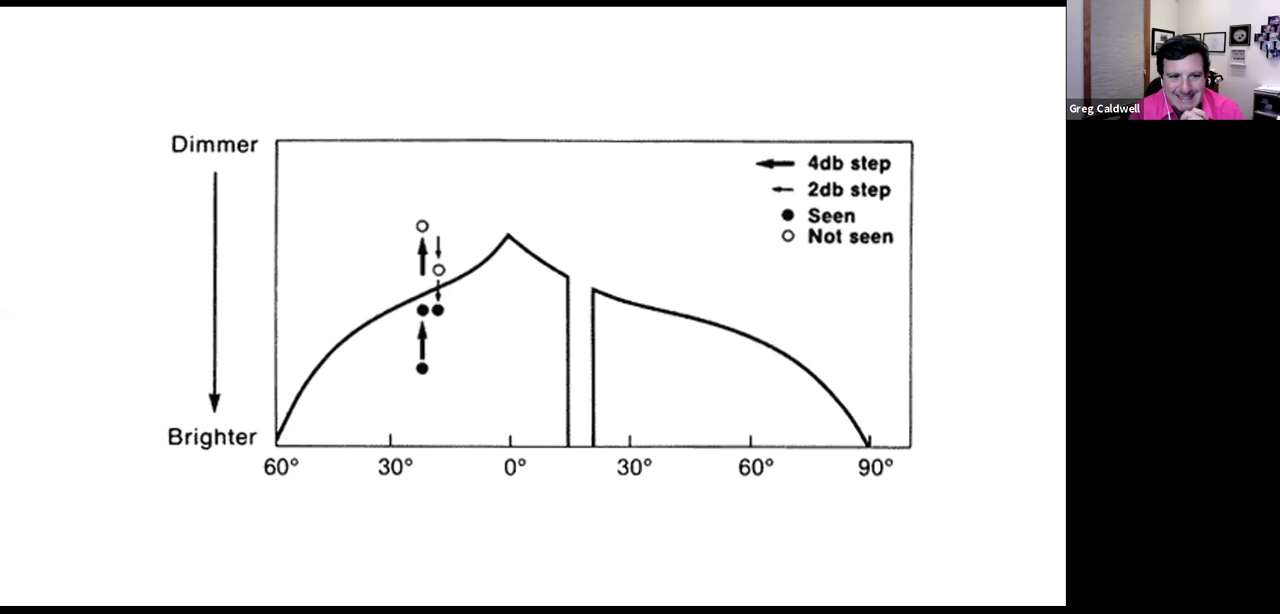 Greg Caldwell
Dimmer
4db step
2db step
Seen
Not seen
Brighter
60° 30° 0° 30° 60° 90°